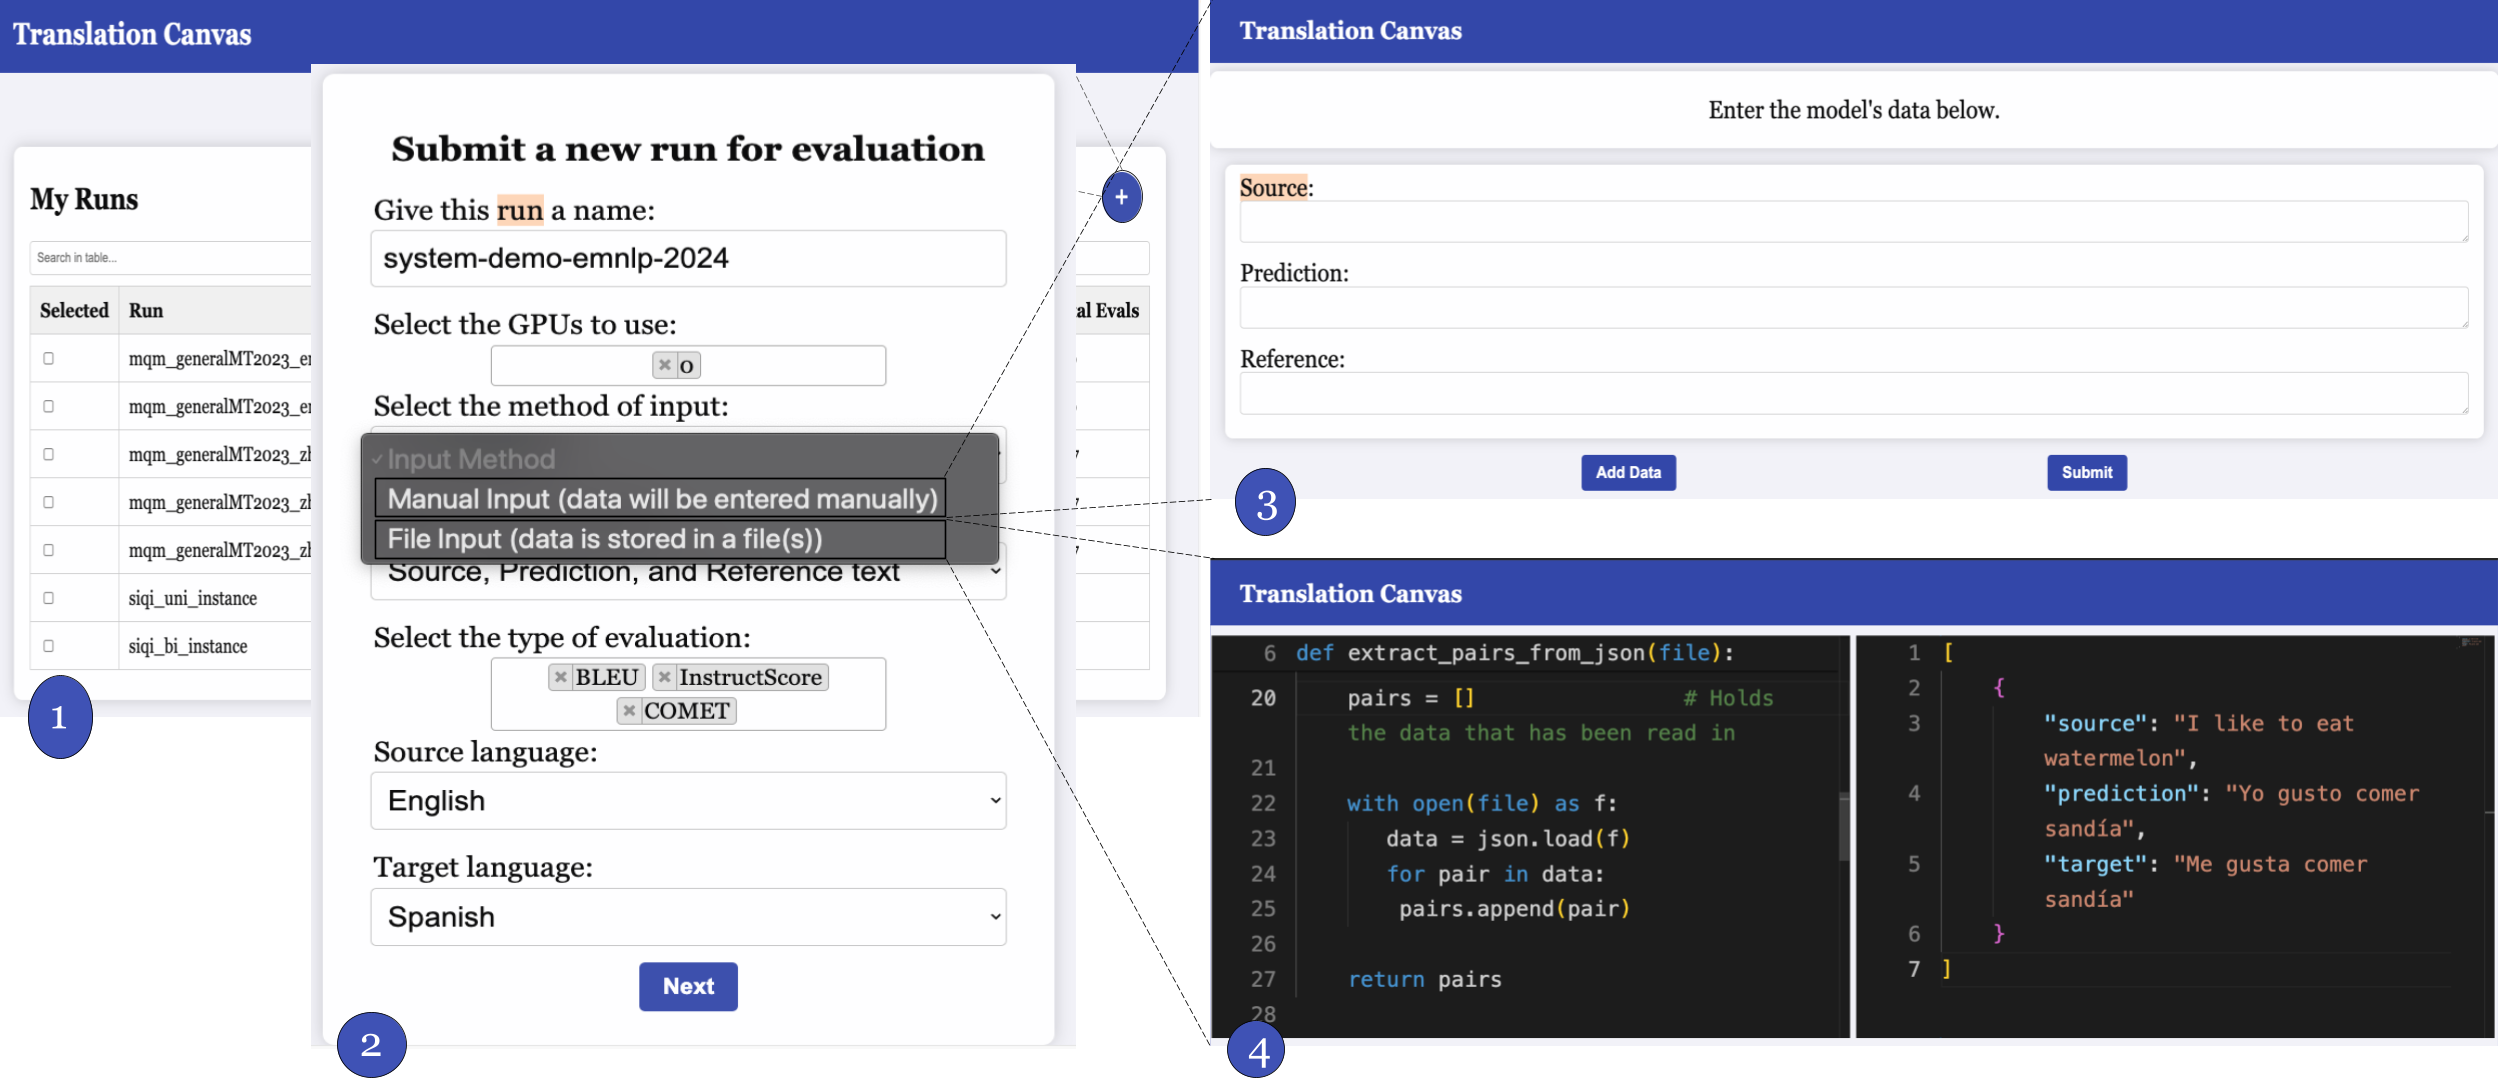 Translation Canvas
My Runs
+
Search in table...
Selected Run al Evals
mqm_generalMT2023_
mqm_generalMT2023_
mqm_generalMT2023_
mqm_generalMT2023_
mqm_generalMT2023_
siqi_uni_instance
siqi_bi_instance
1
Submit a new run for evaluation
Give this run a name:
system-demo-emnlp-2024
Select the GPUs to use:
× 0
Select the method of input:
✓ Input Method
Manual Input (data will be entered manually)
File Input (data is stored in a file(s))
Source, Prediction, and Reference text
Select the type of evaluation:
× BLEU × InstructScore
× COMET
Source language:
English
Target language:
Spanish
Next
2
Translation Canvas
Enter the model's data below.
Source:
Prediction:
Reference:
Add Data Submit
3
Translation Canvas
6 def extract_pairs_from_json(file):
20 pairs = [] # Holds
the data that has been read in
21
22 with open(file) as f:
23 data = json.load(f)
24 for pair in data:
25 pairs.append(pair)
26
27 return pairs
28
1 [
2 {
3 "source": "I like to eat
watermelon",
4 "prediction": "Yo gusto comer
sandía",
5 "target": "Me gusta comer
sandía"
6 }
7 ]
4